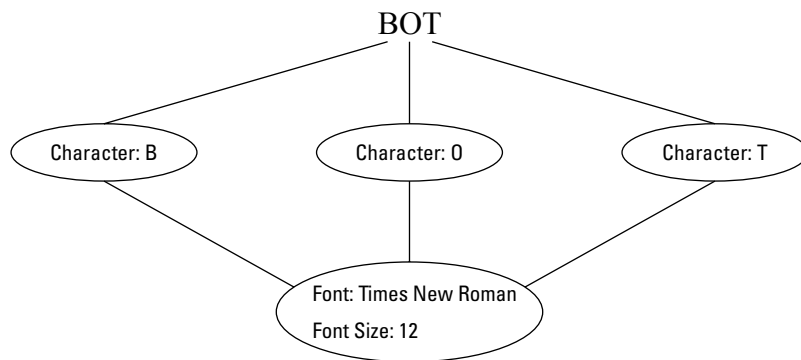 BOT
Character: B
Character: O
Character: T
Font: Times New Roman
Font Size: 12